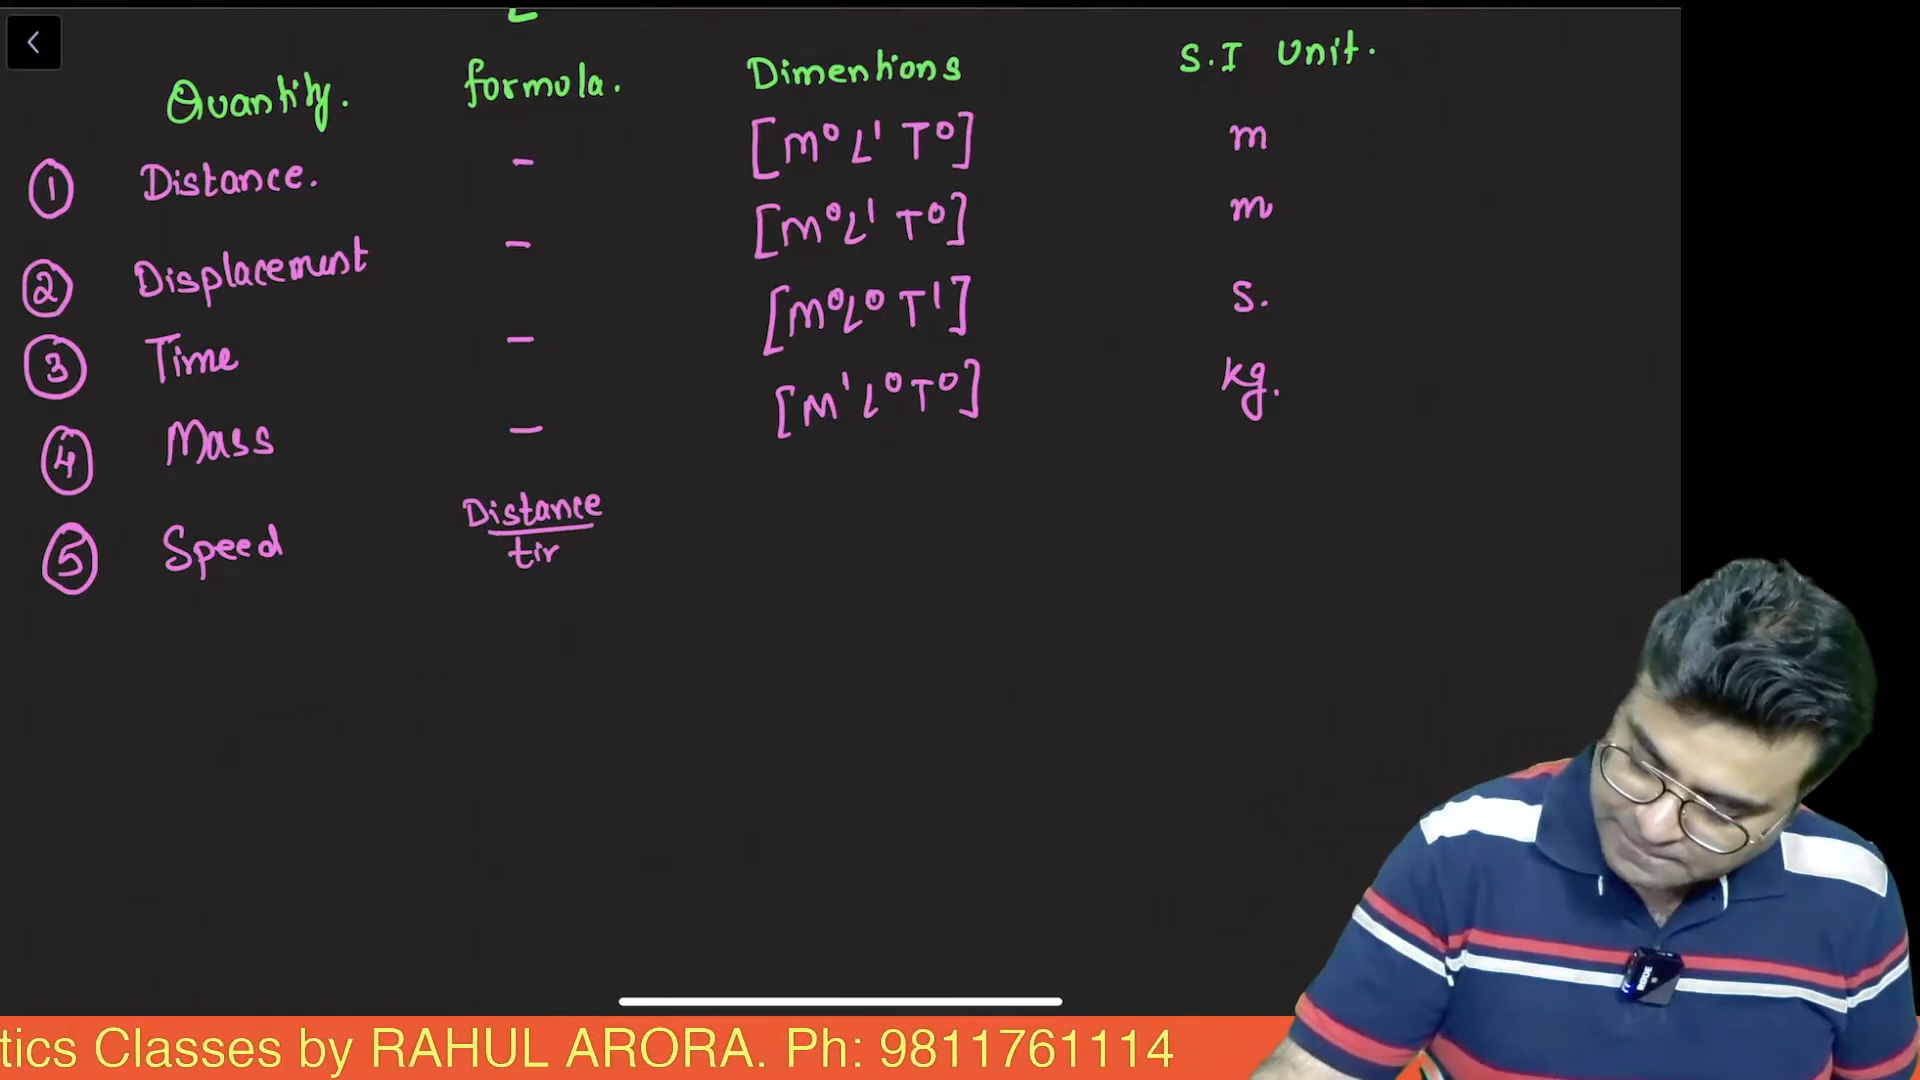 Quantity. formula. Dimentions S.I Unit.
① Distance. - [M⁰L¹T⁰] m
② Displacement - [M⁰L¹T⁰] m
③ Time - [M⁰L⁰T¹] s.
④ Mass - [M¹L⁰T⁰] kg.
⑤ Speed Distance
tir
tics Classes by RAHUL ARORA. Ph: 9811761114